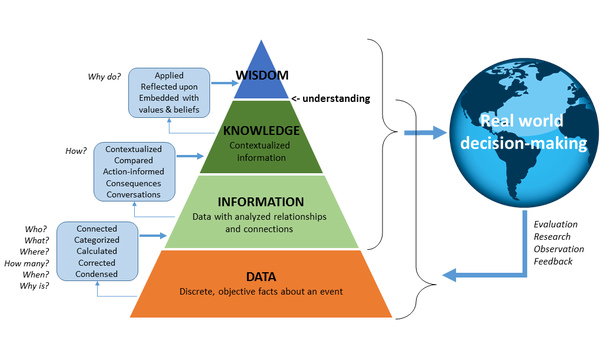 Why do?
Applied
Reflected upon
Embedded with
values & beliefs
WISDOM
<- understanding
How?
Contextualized
Compared
Action-informed
Consequences
Conversations
KNOWLEDGE
Contextualized
Information
Real world
decision-making
Who?
What?
Where?
How many?
When?
Why is?
Connected
Categorized
Calculated
Corrected
Condensed
INFORMATION
Data with analyzed relationships
and connections
DATA
Discrete, objective facts about an event
Evaluation
Research
Observation
Feedback